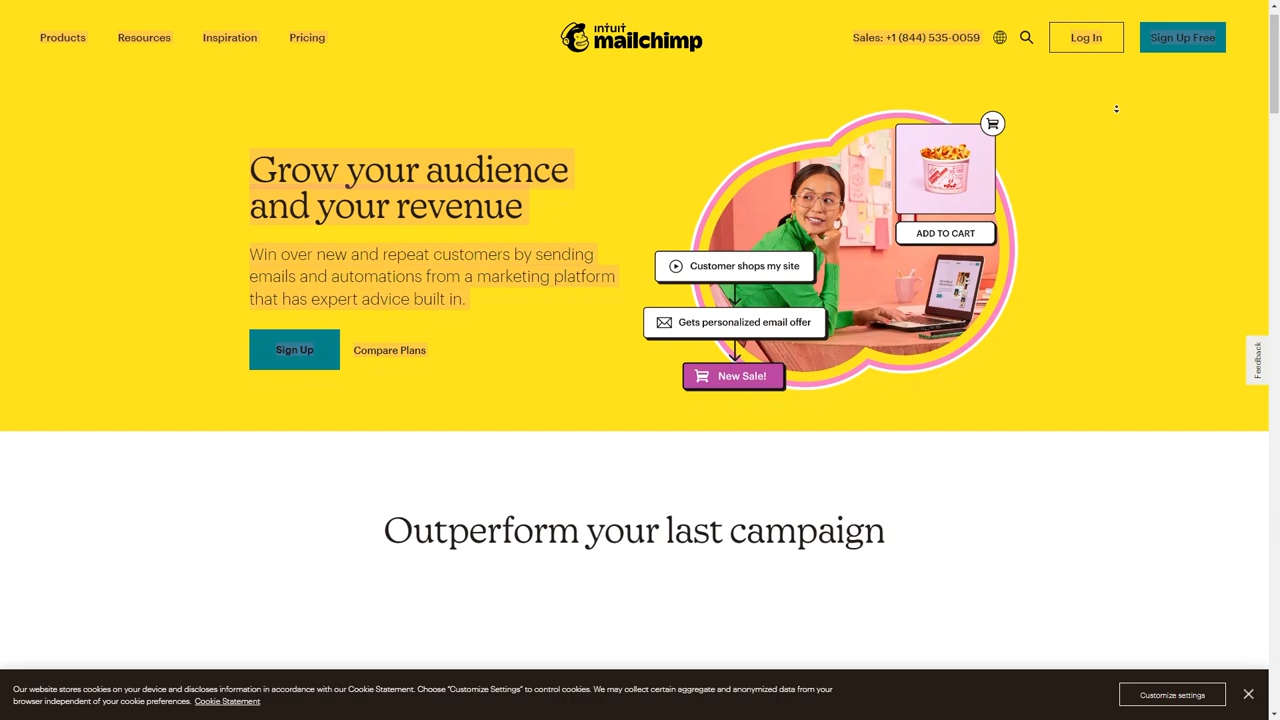 Products Resources Inspiration Pricing
INTUIT
mailchimp
Sales: +1 (844) 535-0059 Log In Sign Up Free
Grow your audience
and your revenue
Win over new and repeat customers by sending
emails and automations from a marketing platform
that has expert advice built in.
Sign Up Compare Plans
ADD TO CART
Customer shops my site
Gets personalized email offer
New Sale!
Feedback
Outperform your last campaign
Our website stores cookies on your device and discloses information in accordance with our Cookie Statement. Choose "Customize Settings" to control cookies. We may collect certain aggregate and anonymized data from your
browser independent of your cookie preferences. Cookie Statement
Customize settings